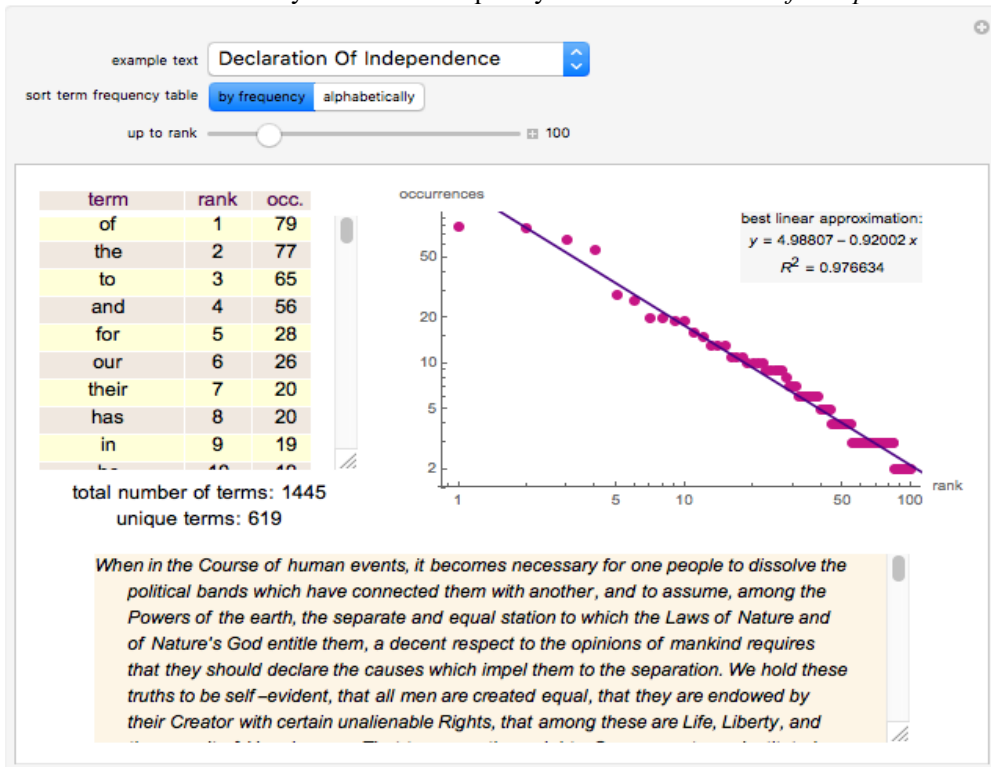 example text Declaration Of Independence
sort term frequency table by frequency alphabetically
up to rank 100
term rank occ.
of 1 79
the 2 77
to 3 65
and 4 56
for 5 28
our 6 26
their 7 20
has 8 20
in 9 19
total number of terms: 1445
unique terms: 619
occurrences
best linear approximation:
y = 4.98807 – 0.92002 x
R² = 0.976634
50
20
10
5
2
1 5 10 50 100
rank
When in the Course of human events, it becomes necessary for one people to dissolve the
political bands which have connected them with another, and to assume, among the
Powers of the earth, the separate and equal station to which the Laws of Nature and
of Nature's God entitle them, a decent respect to the opinions of mankind requires
that they should declare the causes which impel them to the separation. We hold these
truths to be self–evident, that all men are created equal, that they are endowed by
their Creator with certain unalienable Rights, that among these are Life, Liberty, and